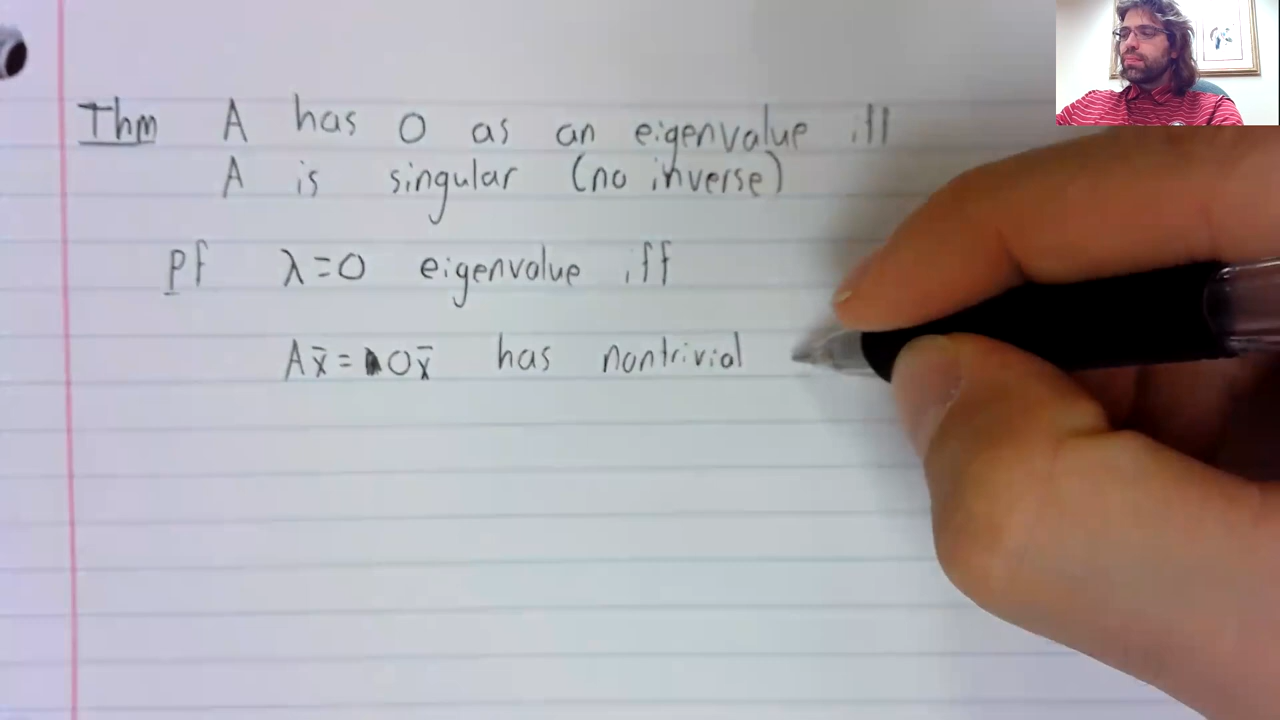 Thm A has 0 as an eigenvalue iff
A is singular (no inverse)
Pf λ=0 eigenvalue iff
Ax̄ = 0x̄ has nontrivial